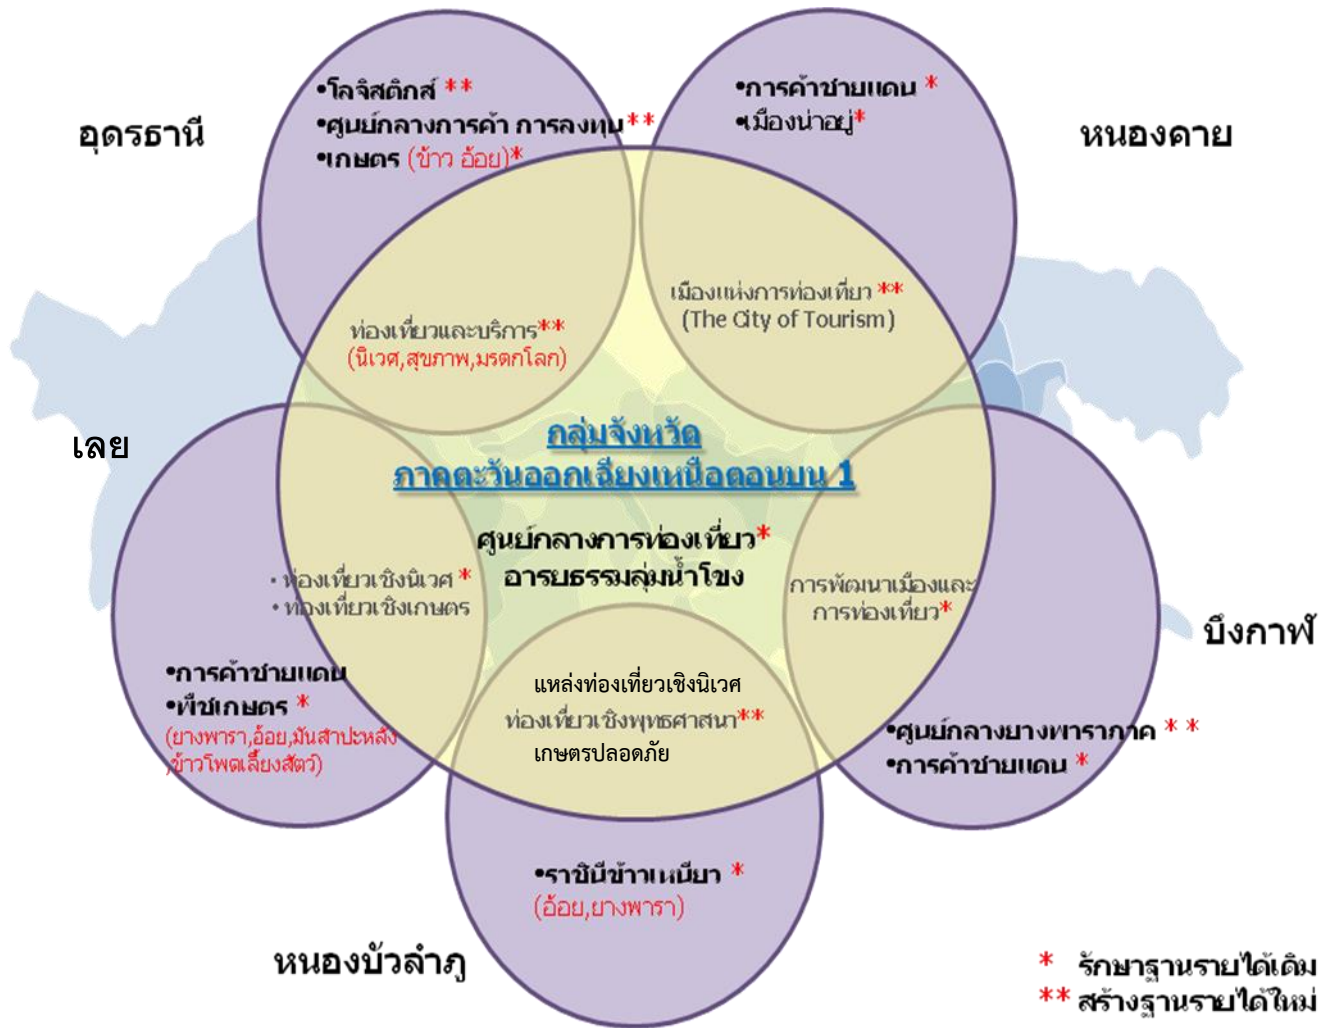 อุดรธานี
•โลจิสติกส์ **
•ศูนย์กลางการค้า การลงทุน**
•เกษตร (ข้าว อ้อย)*
ท่องเที่ยวและบริการ**
(นิเวศ,สุขภาพ,มรดกโลก)
หนองคาย
•การค้าชายแดน *
•เมืองน่าอยู่*
เมืองแห่งการท่องเที่ยว **
(The City of Tourism)
กลุ่มจังหวัด
ภาคตะวันออกเฉียงเหนือตอนบน 1
ศูนย์กลางการท่องเที่ยว*
อารยธรรมลุ่มน้ำโขง
เลย
• ท่องเที่ยวเชิงนิเวศ *
• ท่องเที่ยวเชิงเกษตร
•การค้าชายแดน
•พืชเกษตร *
(ยางพารา,อ้อย,มันสำปะหลัง
,ข้าวโพดเลี้ยงสัตว์)
บึงกาฬ
การพัฒนาเมืองและ
การท่องเที่ยว*
•ศูนย์กลางยางพาราภาค * *
•การค้าชายแดน *
แหล่งท่องเที่ยวเชิงนิเวศ
ท่องเที่ยวเชิงพุทธศาสนา**
เกษตรปลอดภัย
•ราชินีข้าวเหนียว *
(อ้อย,ยางพารา)
หนองบัวลำภู
* รักษาฐานรายได้เดิม
** สร้างฐานรายได้ใหม่